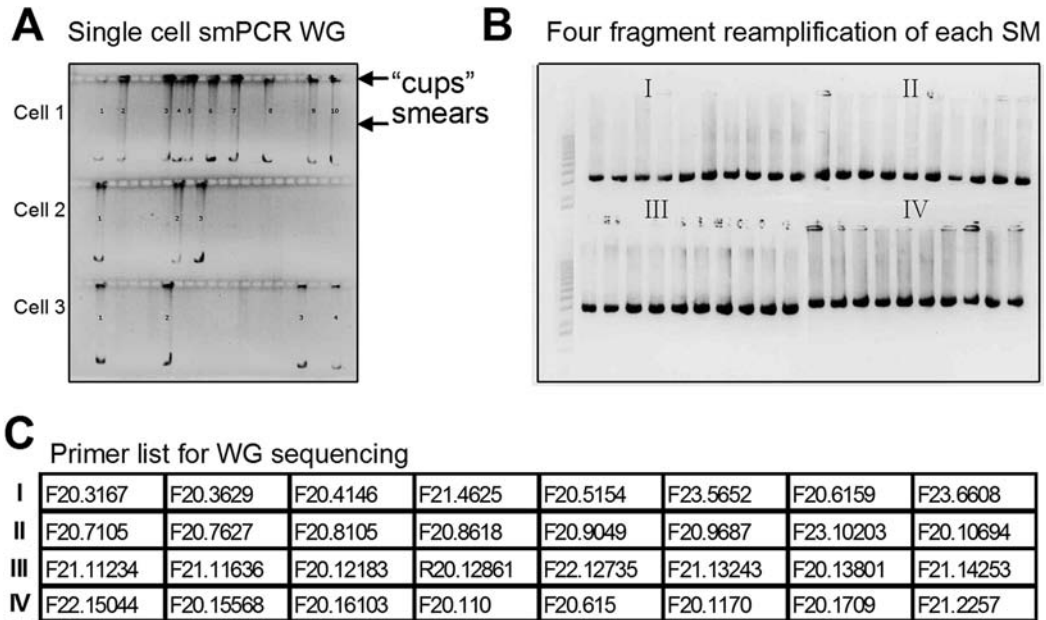 A Single cell smPCR WG
"cups"
smears
Cell 1
1 2 3 4 5 6 7 8 9 10
Cell 2
1 2 3
Cell 3
1 2 3 4
B Four fragment reamplification of each SM
I II
III IV
C Primer list for WG sequencing
I F20.3167 F20.3629 F20.4146 F21.4625 F20.5154 F23.5652 F20.6159 F23.6608
II F20.7105 F20.7627 F20.8105 F20.8618 F20.9049 F20.9687 F23.10203 F20.10694
III F21.11234 F21.11636 F20.12183 R20.12861 F22.12735 F21.13243 F20.13801 F21.14253
IV F22.15044 F20.15568 F20.16103 F20.110 F20.615 F20.1170 F20.1709 F21.2257